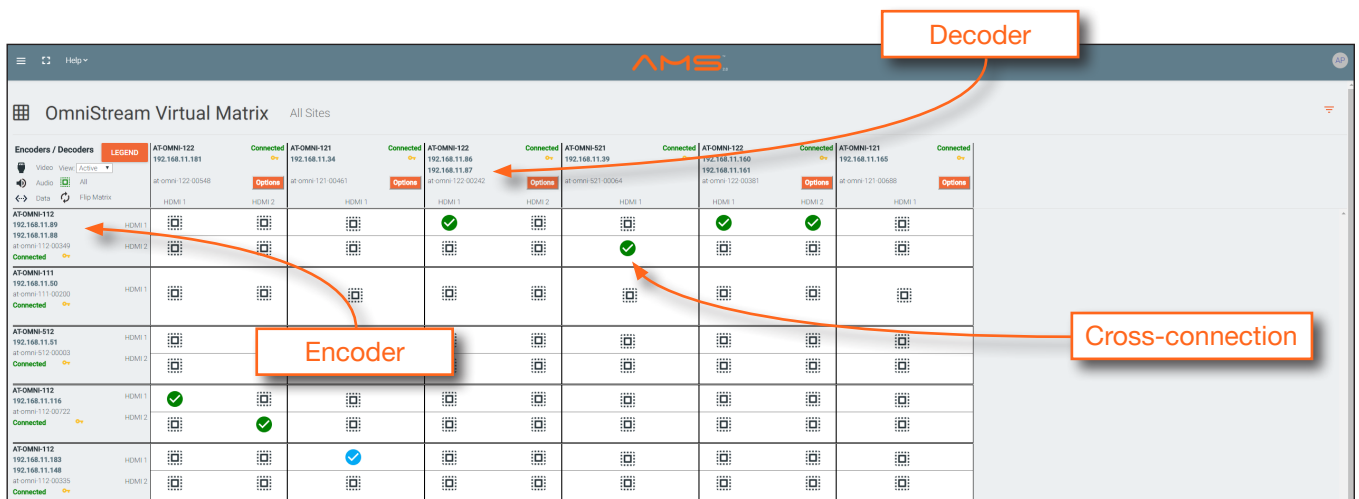 Decoder
Help
AMS
AP
OmniStream Virtual Matrix All Sites
Encoders / Decoders LEGEND
Video View: Active
Audio All
Data Flip Matrix
AT-OMNI-122 Connected
192.168.11.181
at-omni-122-00548 Options
HDMI 1 HDMI 2
AT-OMNI-121 Connected
192.168.11.34
at-omni-121-00461 Options
HDMI 1
AT-OMNI-122 Connected
192.168.11.86
192.168.11.87
at-omni-122-00242 Options
HDMI 1 HDMI 2
AT-OMNI-521 Connected
192.168.11.39
at-omni-521-00064
HDMI 1
AT-OMNI-122 Connected
192.168.11.160
192.168.11.161
at-omni-122-00381 Options
HDMI 1 HDMI 2
AT-OMNI-121 Connected
192.168.11.165
at-omni-121-00688 Options
HDMI 1
AT-OMNI-112
192.168.11.89 HDMI 1
192.168.11.88
at-omni-112-00349 HDMI 2
Connected
AT-OMNI-111
192.168.11.50
at-omni-111-00200 HDMI 1
Connected
AT-OMNI-512
192.168.11.51 HDMI 1
at-omni-512-00003
Connected HDMI 2
AT-OMNI-112
192.168.11.116 HDMI 1
at-omni-112-00722
Connected HDMI 2
AT-OMNI-112
192.168.11.183 HDMI 1
192.168.11.148
at-omni-112-00335 HDMI 2
Connected
Encoder
Cross-connection